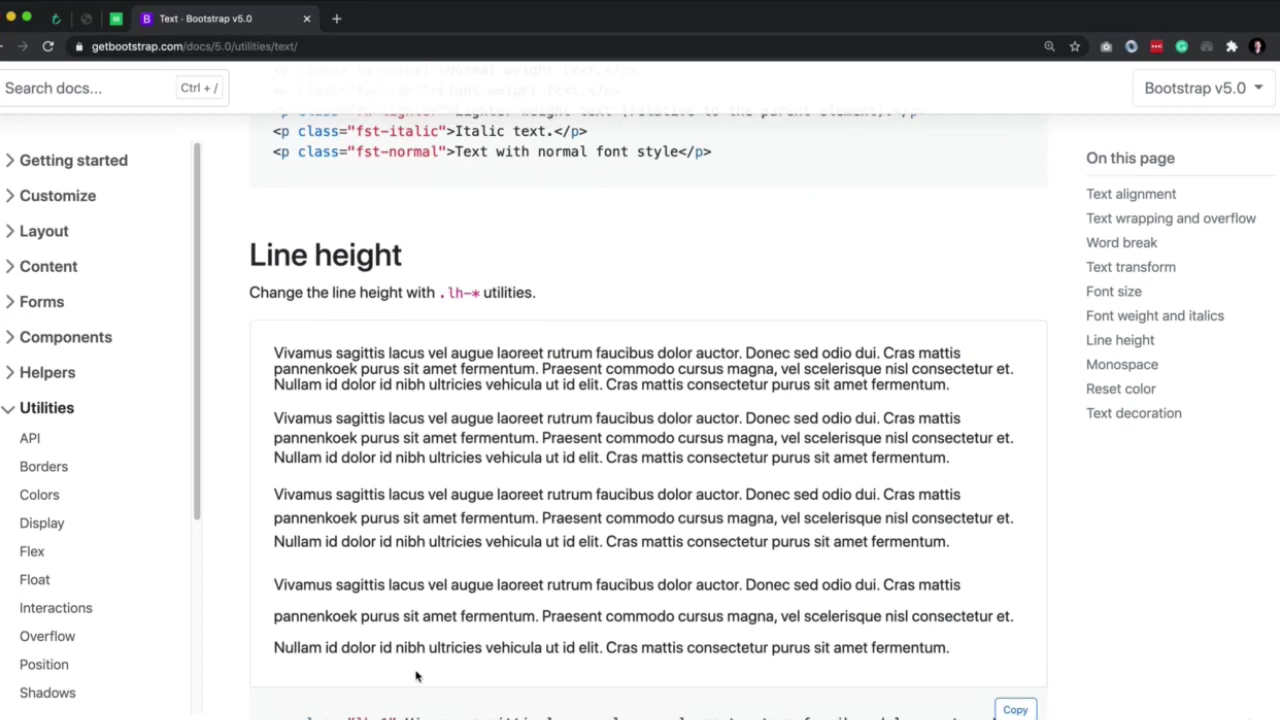 Text · Bootstrap v5.0
getbootstrap.com/docs/5.0/utilities/text/
Search docs...
Ctrl + /
Bootstrap v5.0
Getting started
Customize
Layout
Content
Forms
Components
Helpers
Utilities
API
Borders
Colors
Display
Flex
Float
Interactions
Overflow
Position
Shadows
<p class="fst-italic">Italic text.</p>
<p class="fst-normal">Text with normal font style</p>
Line height
Change the line height with .lh-* utilities.
Vivamus sagittis lacus vel augue laoreet rutrum faucibus dolor auctor. Donec sed odio dui. Cras mattis
pannenkoek purus sit amet fermentum. Praesent commodo cursus magna, vel scelerisque nisl consectetur et.
Nullam id dolor id nibh ultricies vehicula ut id elit. Cras mattis consectetur purus sit amet fermentum.
Vivamus sagittis lacus vel augue laoreet rutrum faucibus dolor auctor. Donec sed odio dui. Cras mattis
pannenkoek purus sit amet fermentum. Praesent commodo cursus magna, vel scelerisque nisl consectetur et.
Nullam id dolor id nibh ultricies vehicula ut id elit. Cras mattis consectetur purus sit amet fermentum.
Vivamus sagittis lacus vel augue laoreet rutrum faucibus dolor auctor. Donec sed odio dui. Cras mattis
pannenkoek purus sit amet fermentum. Praesent commodo cursus magna, vel scelerisque nisl consectetur et.
Nullam id dolor id nibh ultricies vehicula ut id elit. Cras mattis consectetur purus sit amet fermentum.
Vivamus sagittis lacus vel augue laoreet rutrum faucibus dolor auctor. Donec sed odio dui. Cras mattis
pannenkoek purus sit amet fermentum. Praesent commodo cursus magna, vel scelerisque nisl consectetur et.
Nullam id dolor id nibh ultricies vehicula ut id elit. Cras mattis consectetur purus sit amet fermentum.
Copy
On this page
Text alignment
Text wrapping and overflow
Word break
Text transform
Font size
Font weight and italics
Line height
Monospace
Reset color
Text decoration